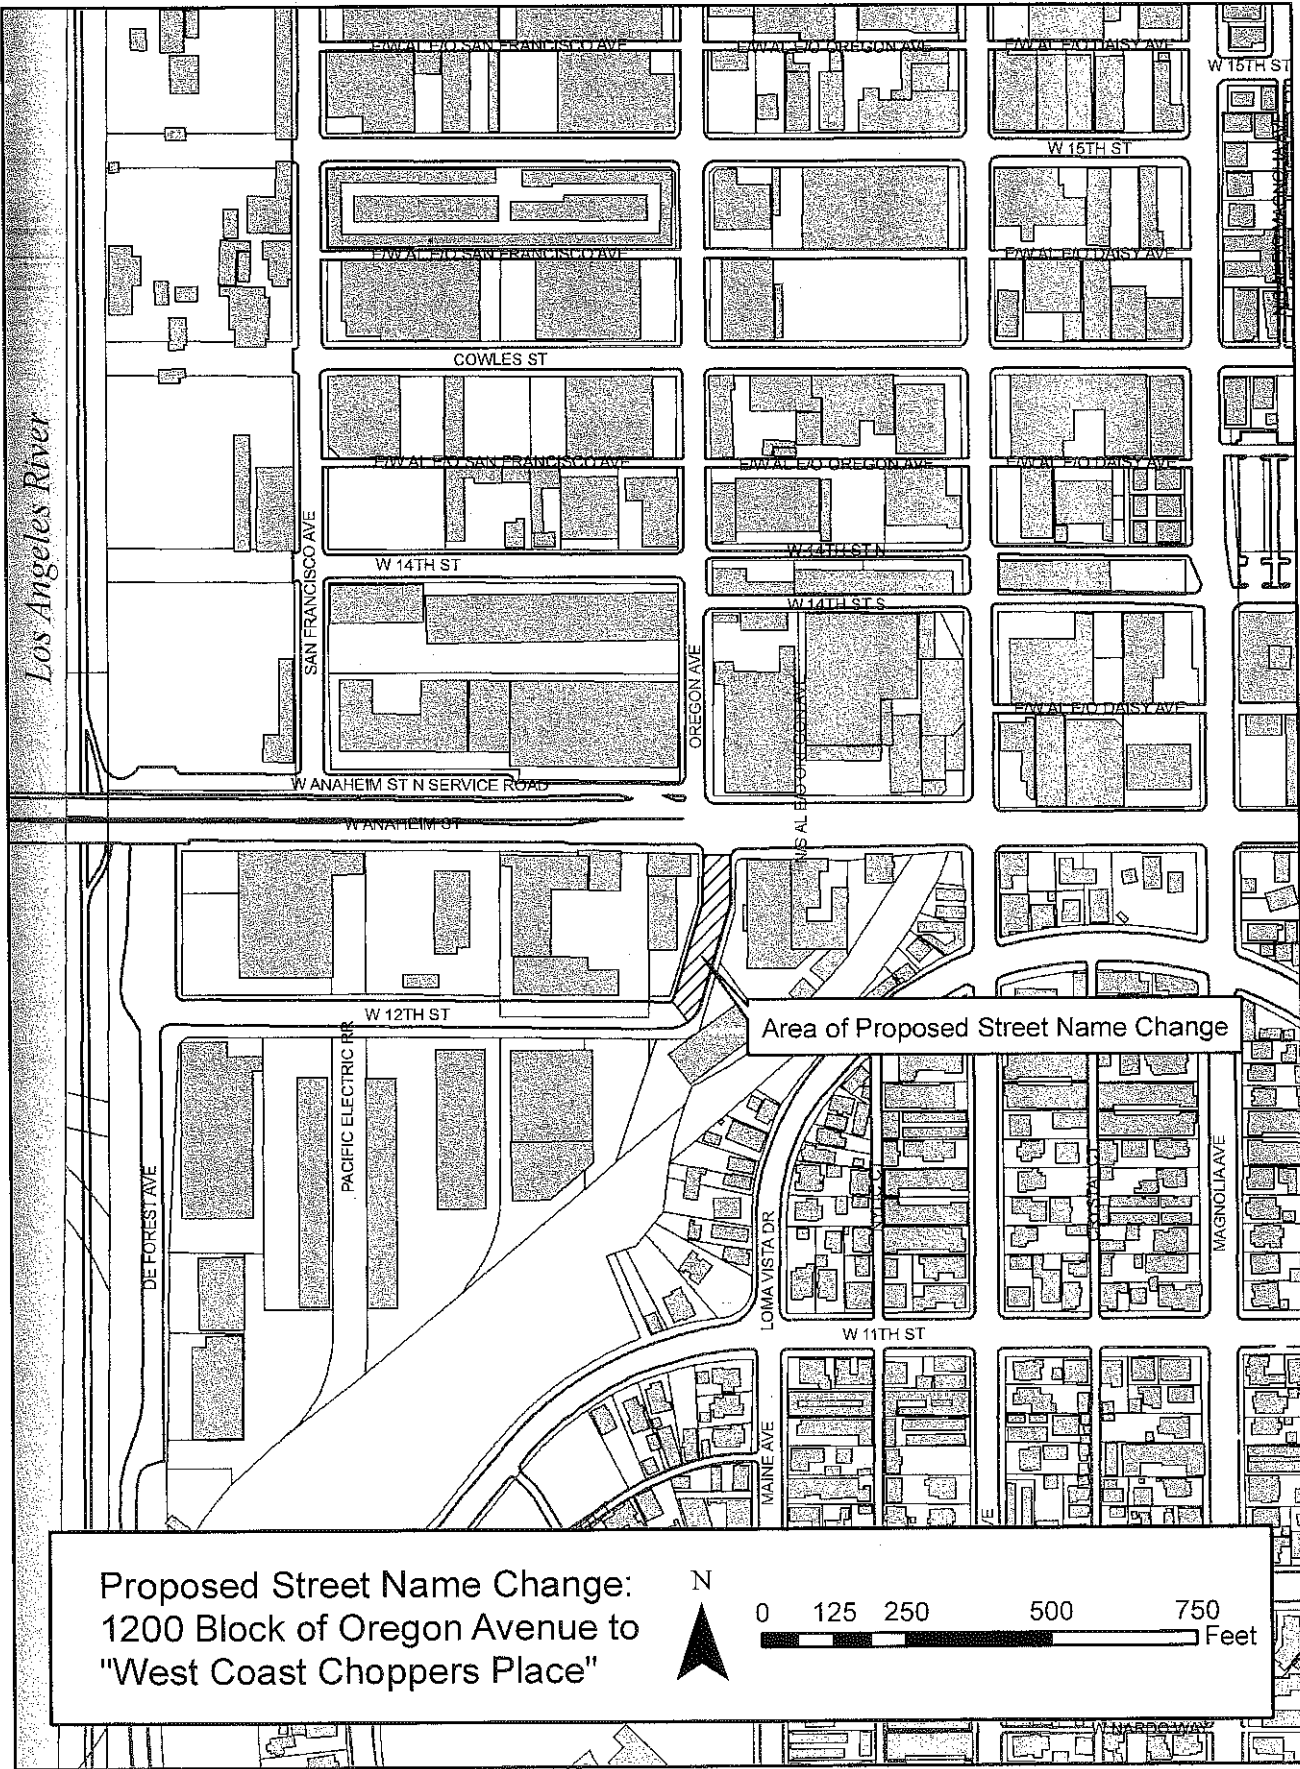 E/W AL E/O SAN FRANCISCO AVE
E/W AL E/O OREGON AVE
E/W AL E/O DAISY AVE
W 15TH ST
W 15TH ST
E/W AL E/O SAN FRANCISCO AVE
E/W AL E/O DAISY AVE
COWLES ST
E/W AL E/O SAN FRANCISCO AVE
E/W AL E/O OREGON AVE
E/W AL E/O DAISY AVE
Los Angeles River
SAN FRANCISCO AVE
W 14TH ST N
W 14TH ST
W 14TH ST S
OREGON AVE
N/S AL E/O OREGON AVE
E/W AL E/O DAISY AVE
W ANAHEIM ST N SERVICE ROAD
W ANAHEIM ST
W 12TH ST
Area of Proposed Street Name Change
PACIFIC ELECTRIC RR
DE FOREST AVE
LOMA VISTA DR
CRYSTAL CT
MAGNOLIA AVE
W 11TH ST
MAINE AVE
Proposed Street Name Change:
1200 Block of Oregon Avenue to
"West Coast Choppers Place"
N
0 125 250 500 750
Feet
W NARDO WAY